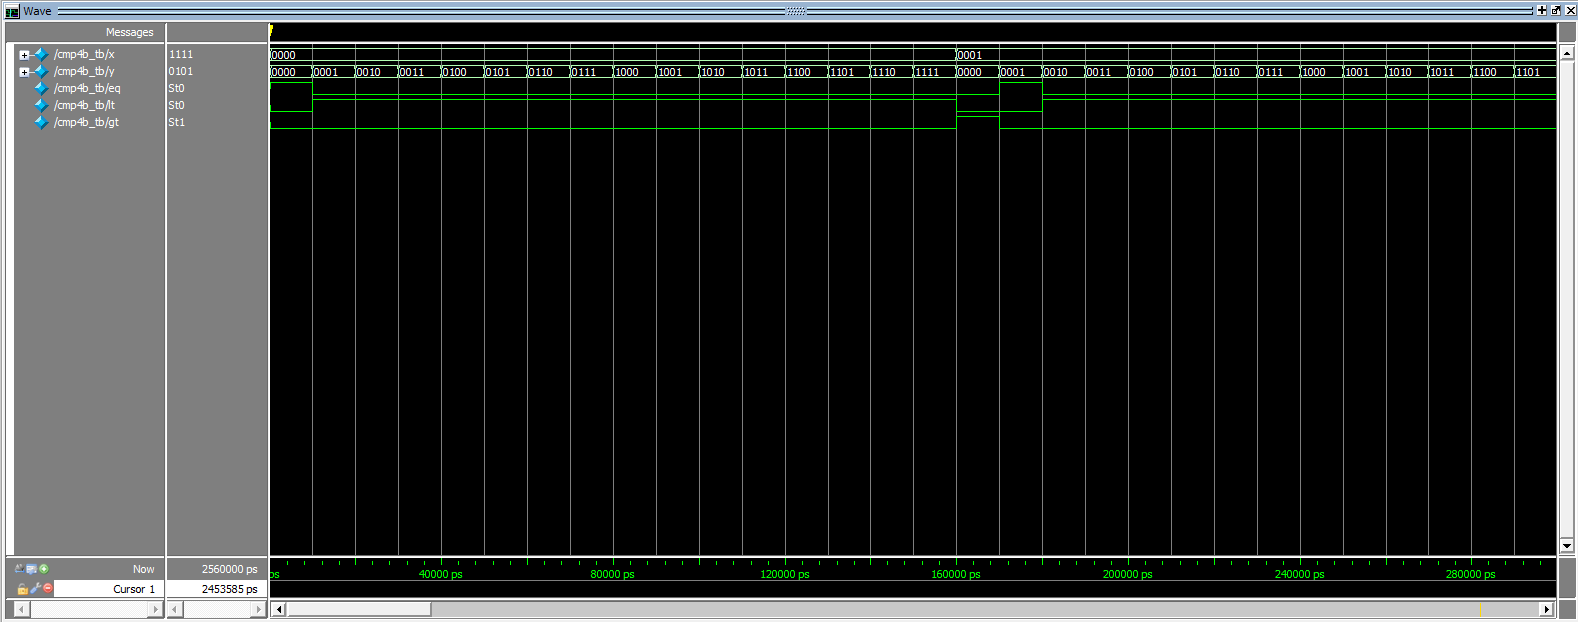 Wave
Messages
/cmp4b_tb/x 1111 0000 0001
/cmp4b_tb/y 0101 0000 0001 0010 0011 0100 0101 0110 0111 1000 1001 1010 1011 1100 1101 1110 1111 0000 0001 0010 0011 0100 0101 0110 0111 1000 1001 1010 1011 1100 1101
/cmp4b_tb/eq St0
/cmp4b_tb/lt St0
/cmp4b_tb/gt St1
Now 2560000 ps ps 40000 ps 80000 ps 120000 ps 160000 ps 200000 ps 240000 ps 280000 ps
Cursor 1 2453585 ps